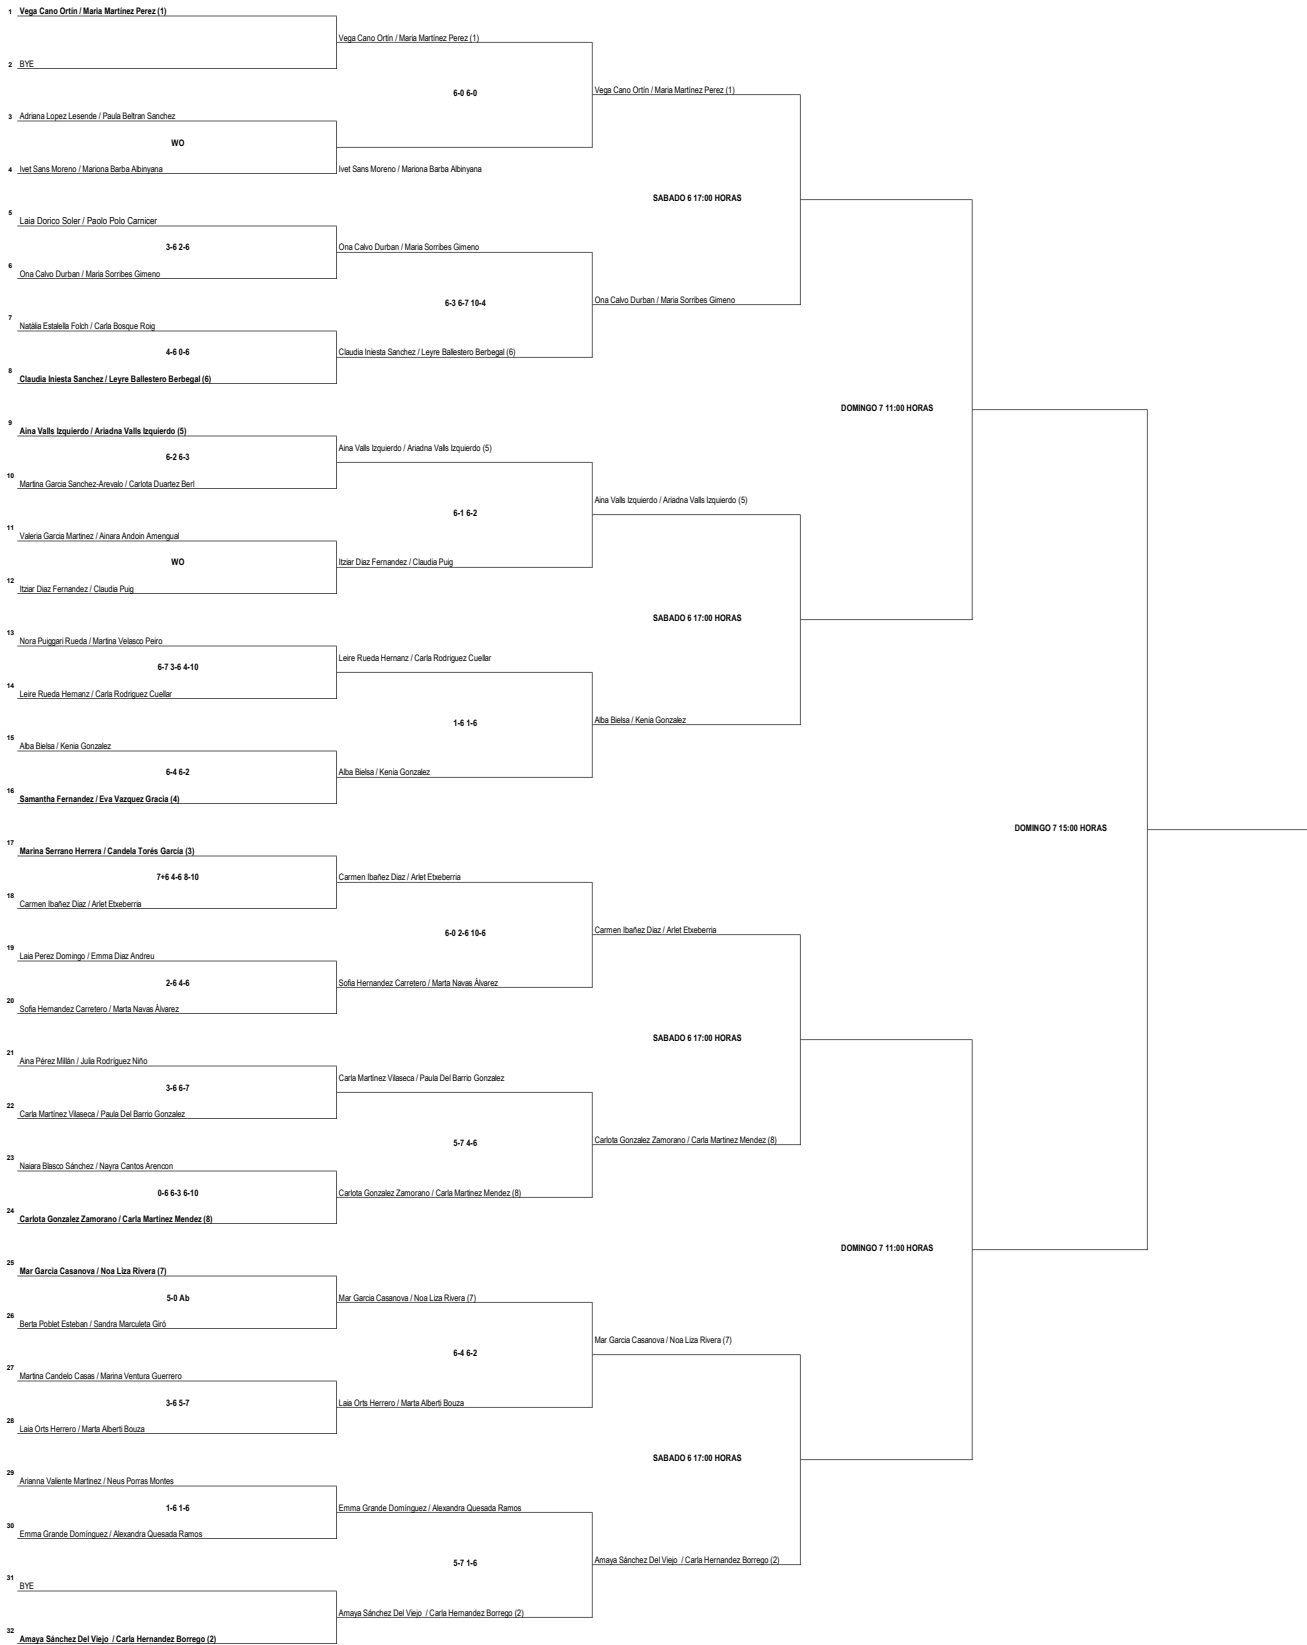 1 Vega Cano Ortín / Maria Martínez Perez (1)
Vega Cano Ortín / Maria Martínez Perez (1)
2 BYE
6-0 6-0
Vega Cano Ortín / Maria Martínez Perez (1)
3 Adriana Lopez Lesende / Paula Beltran Sanchez
WO
4 Ivet Sans Moreno / Mariona Barba Albinyana
Ivet Sans Moreno / Mariona Barba Albinyana
SABADO 6 17:00 HORAS
5 Laia Dorico Soler / Paolo Polo Carnicer
3-6 2-6
Ona Calvo Durban / Maria Sorribes Gimeno
6 Ona Calvo Durban / Maria Sorribes Gimeno
6-3 6-7 10-4
Ona Calvo Durban / Maria Sorribes Gimeno
7 Natàlia Estalella Folch / Carla Bosque Roig
4-6 0-6
Claudia Iniesta Sanchez / Leyre Ballestero Berbegal (6)
8 Claudia Iniesta Sanchez / Leyre Ballestero Berbegal (6)
DOMINGO 7 11:00 HORAS
9 Aina Valls Izquierdo / Ariadna Valls Izquierdo (5)
Aina Valls Izquierdo / Ariadna Valls Izquierdo (5)
6-2 6-3
10 Martina Garcia Sanchez-Arevalo / Carlota Duartez Berl
Aina Valls Izquierdo / Ariadna Valls Izquierdo (5)
6-1 6-2
11 Valeria Garcia Martinez / Ainara Andoin Amengual
WO
Itziar Diaz Fernandez / Claudia Puig
12 Itziar Diaz Fernandez / Claudia Puig
SABADO 6 17:00 HORAS
13 Nora Puiggari Rueda / Martina Velasco Peiro
Leire Rueda Hernanz / Carla Rodriguez Cuellar
6-7 3-6 4-10
14 Leire Rueda Hernanz / Carla Rodriguez Cuellar
1-6 1-6
Alba Bielsa / Kenia Gonzalez
15 Alba Bielsa / Kenia Gonzalez
6-4 6-2
Alba Bielsa / Kenia Gonzalez
16 Samantha Fernandez / Eva Vazquez Gracia (4)
DOMINGO 7 15:00 HORAS
17 Marina Serrano Herrera / Candela Torés García (3)
7+6 4-6 8-10
Carmen Ibañez Diaz / Arlet Etxeberria
18 Carmen Ibañez Diaz / Arlet Etxeberria
6-0 2-6 10-6
Carmen Ibañez Diaz / Arlet Etxeberria
19 Laia Perez Domingo / Emma Diaz Andreu
2-6 4-6
Sofia Hernandez Carretero / Marta Navas Àlvarez
20 Sofia Hernandez Carretero / Marta Navas Àlvarez
SABADO 6 17:00 HORAS
21 Aina Pérez Millán / Julia Rodríguez Niño
Carla Martínez Vilaseca / Paula Del Barrio Gonzalez
3-6 6-7
22 Carla Martínez Vilaseca / Paula Del Barrio Gonzalez
5-7 4-6
Carlota Gonzalez Zamorano / Carla Martinez Mendez (8)
23 Naiara Blasco Sánchez / Nayra Cantos Arencon
0-6 6-3 6-10
Carlota Gonzalez Zamorano / Carla Martinez Mendez (8)
24 Carlota Gonzalez Zamorano / Carla Martinez Mendez (8)
DOMINGO 7 11:00 HORAS
25 Mar Garcia Casanova / Noa Liza Rivera (7)
5-0 Ab
Mar Garcia Casanova / Noa Liza Rivera (7)
26 Berta Poblet Esteban / Sandra Marculeta Giró
Mar Garcia Casanova / Noa Liza Rivera (7)
6-4 6-2
27 Martina Candelo Casas / Marina Ventura Guerrero
3-6 5-7
Laia Orts Herrero / Marta Alberti Bouza
28 Laia Orts Herrero / Marta Alberti Bouza
SABADO 6 17:00 HORAS
29 Arianna Valiente Martinez / Neus Porras Montes
1-6 1-6
Emma Grande Domínguez / Alexandra Quesada Ramos
30 Emma Grande Domínguez / Alexandra Quesada Ramos
5-7 1-6
Amaya Sánchez Del Viejo / Carla Hernandez Borrego (2)
31 BYE
Amaya Sánchez Del Viejo / Carla Hernandez Borrego (2)
32 Amaya Sánchez Del Viejo / Carla Hernandez Borrego (2)